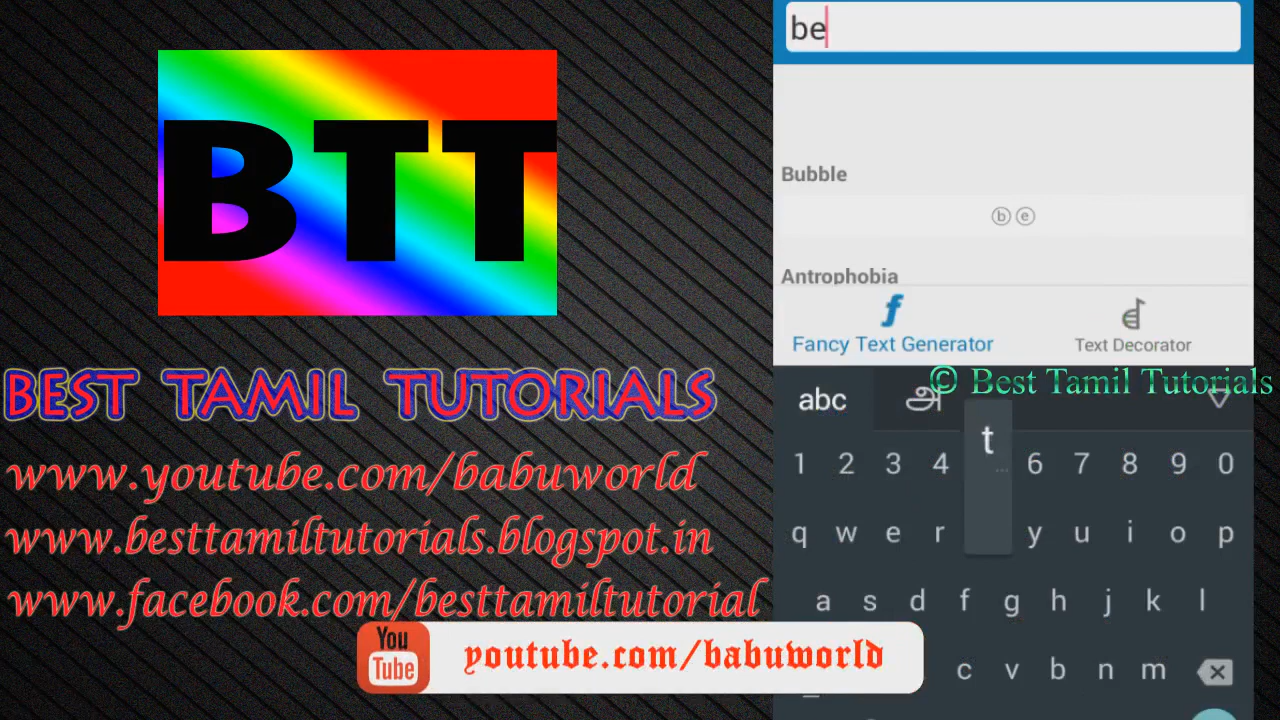 BTT
BEST TAMIL TUTORIALS
www.youtube.com/babuworld
www.besttamiltutorials.blogspot.in
www.facebook.com/besttamiltutorial
You
Tube
youtube.com/babuworld
be
Bubble
ⓑⓔ
Antrophobia
Fancy Text Generator
Text Decorator
© Best Tamil Tutorials
abc அ
t
1 2 3 4 6 7 8 9 0
q w e r y u i o p
a s d f g h j k l
c v b n m